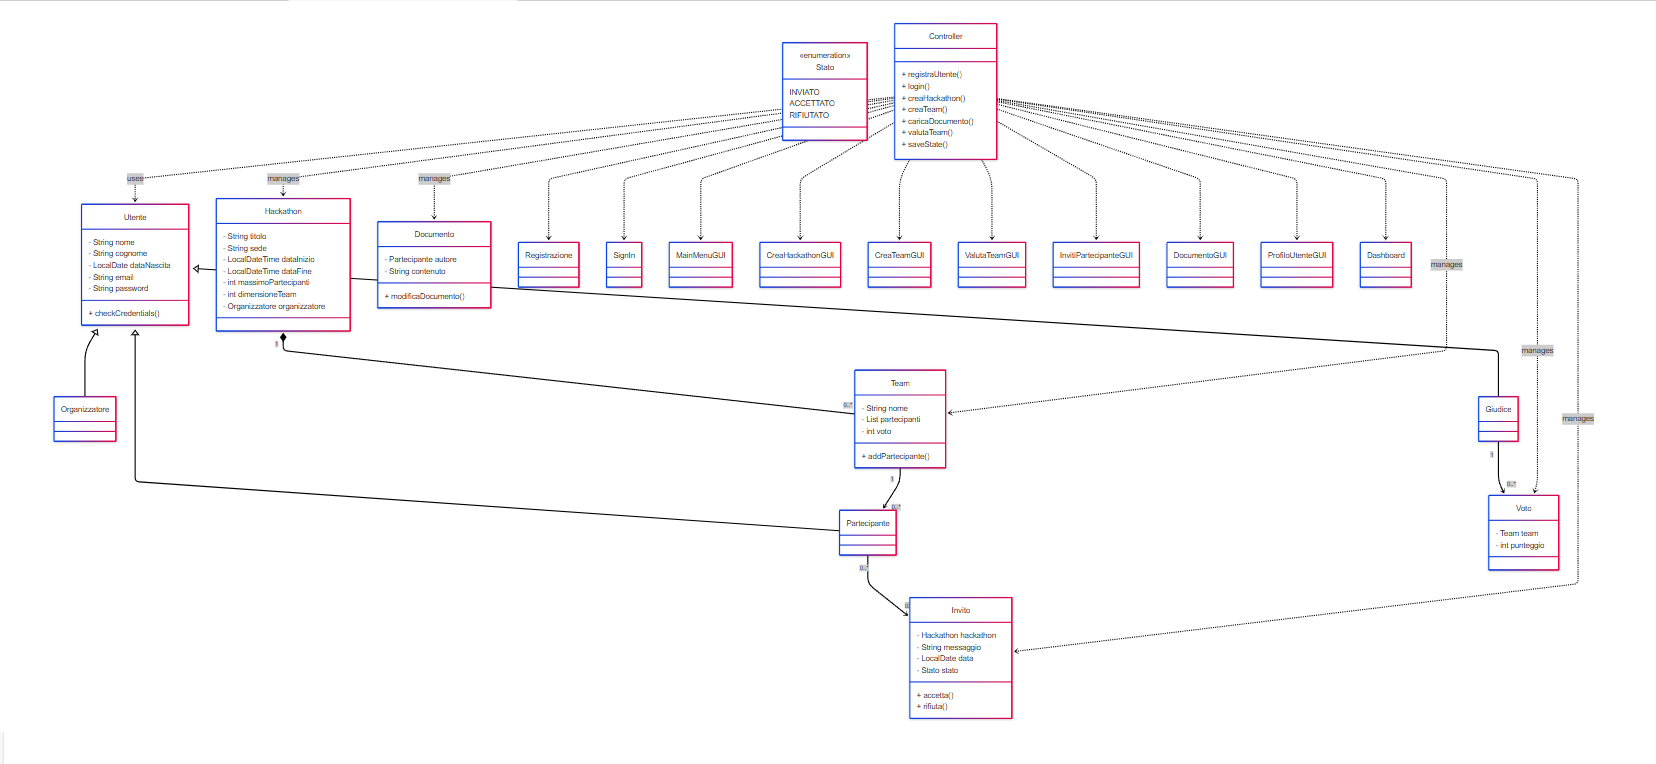 Controller
+ registraUtente()
+ login()
+ creaHackathon()
+ creaTeam()
+ caricaDocumento()
+ valutaTeam()
+ saveState()
«enumeration»
Stato
INVIATO
ACCETTATO
RIFIUTATO
uses
manages
manages
Utente
- String nome
- String cognome
- LocalDate dataNascita
- String email
- String password
+ checkCredentials()
Hackathon
- String titolo
- String sede
- LocalDateTime dataInizio
- LocalDateTime dataFine
- int massimoPartecipanti
- int dimensioneTeam
- Organizzatore organizzatore
Documento
- Partecipante autore
- String contenuto
+ modificaDocumento()
Registrazione
SignIn
MainMenuGUI
CreaHackathonGUI
CreaTeamGUI
ValutaTeamGUI
InvitiPartecipanteGUI
DocumentoGUI
ProfiloUtenteGUI
Dashboard
manages
manages
manages
1
0..*
Organizzatore
Team
- String nome
- List partecipanti
- int voto
+ addPartecipante()
Giudice
1
0..*
1
0..*
Partecipante
Voto
- Team team
- int punteggio
0..*
Invito
- Hackathon hackathon
- String messaggio
- LocalDate data
- Stato stato
+ accetta()
+ rifiuta()